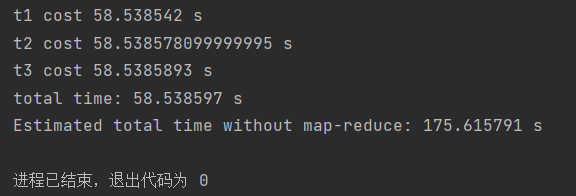 t1 cost 58.538542 s
t2 cost 58.538578099999995 s
t3 cost 58.5385893 s
total time: 58.538597 s
Estimated total time without map-reduce: 175.615791 s
进程已结束，退出代码为 0